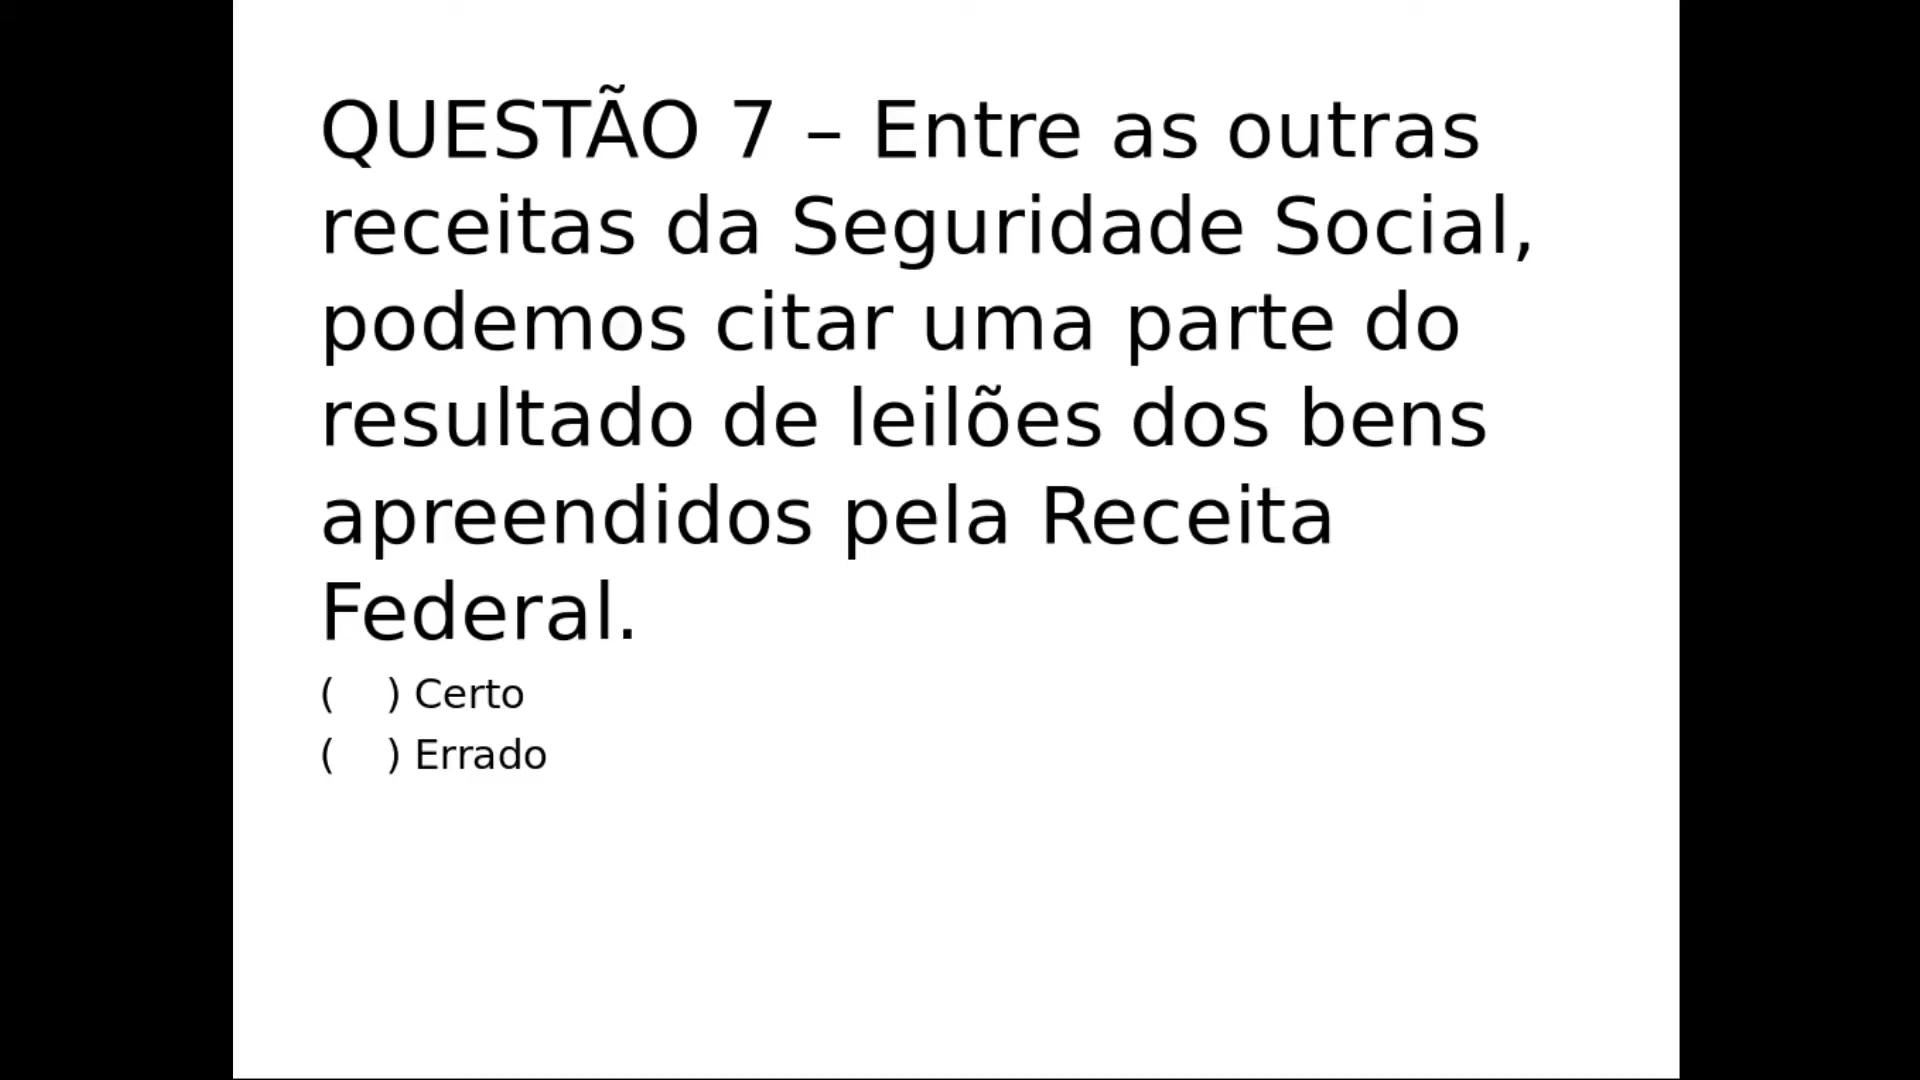 QUESTÃO 7 – Entre as outras
receitas da Seguridade Social,
podemos citar uma parte do
resultado de leilões dos bens
apreendidos pela Receita
Federal.
(    ) Certo
(    ) Errado